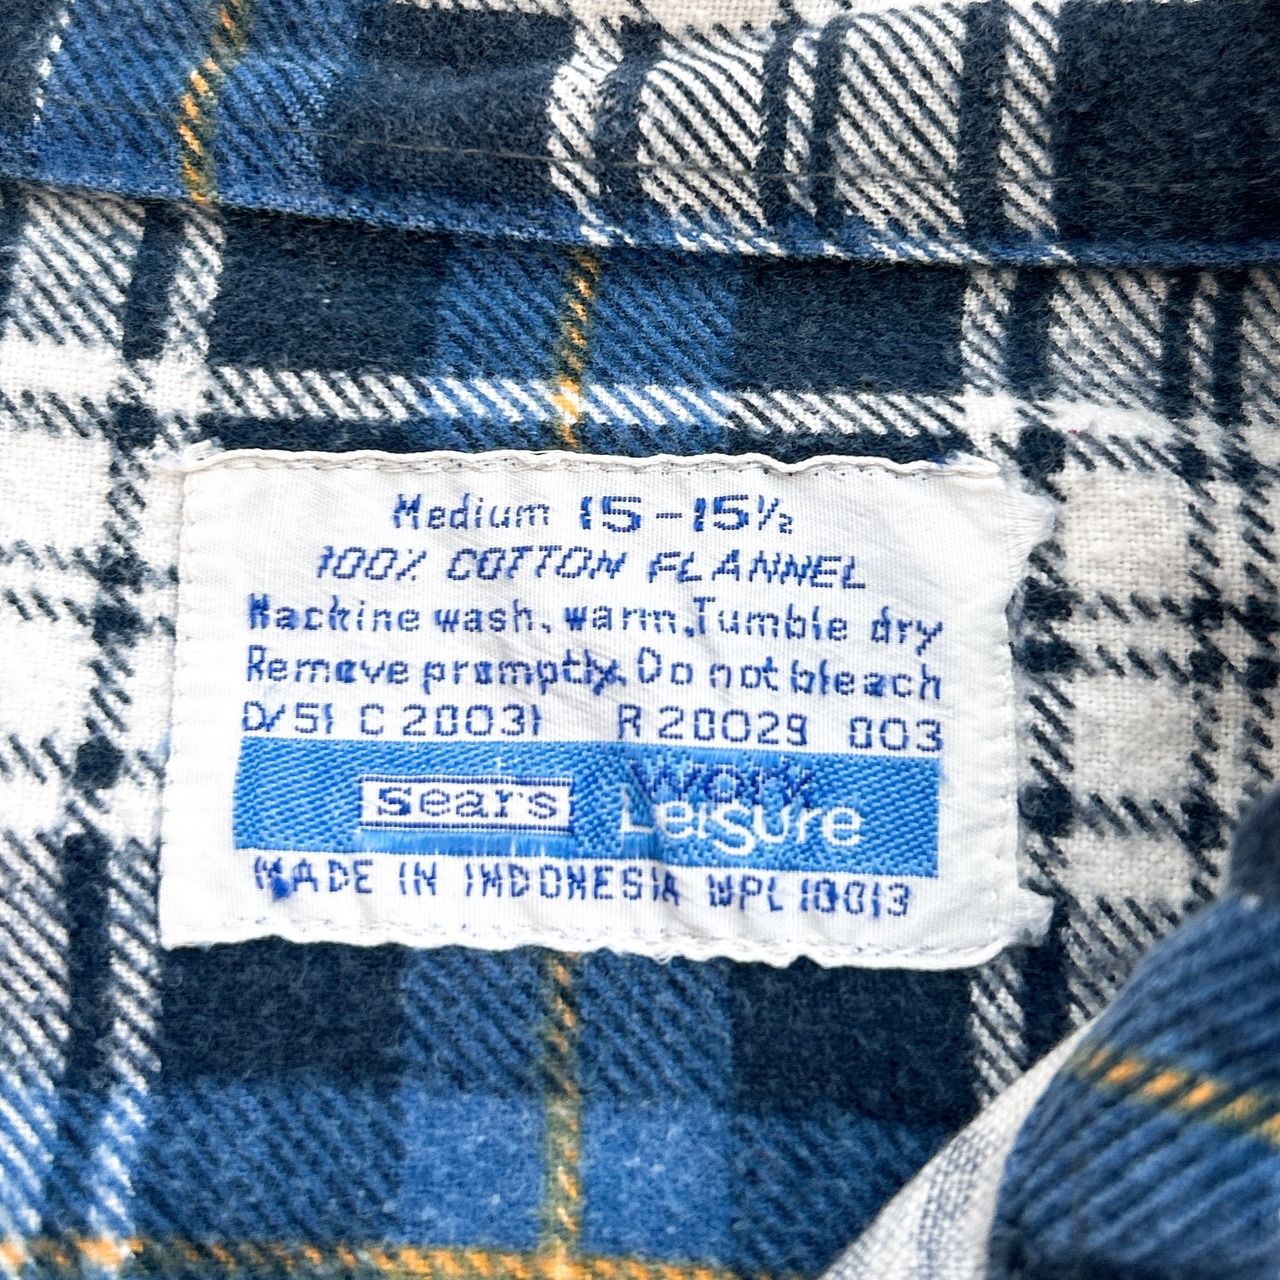 Medium 15-15½
100% COTTON FLANNEL
Machine wash, warm. Tumble dry
Remove promptly. Do not bleach
D/51 C 20031 R 20029 003
sears Work Leisure
MADE IN INDONESIA WPL 10013